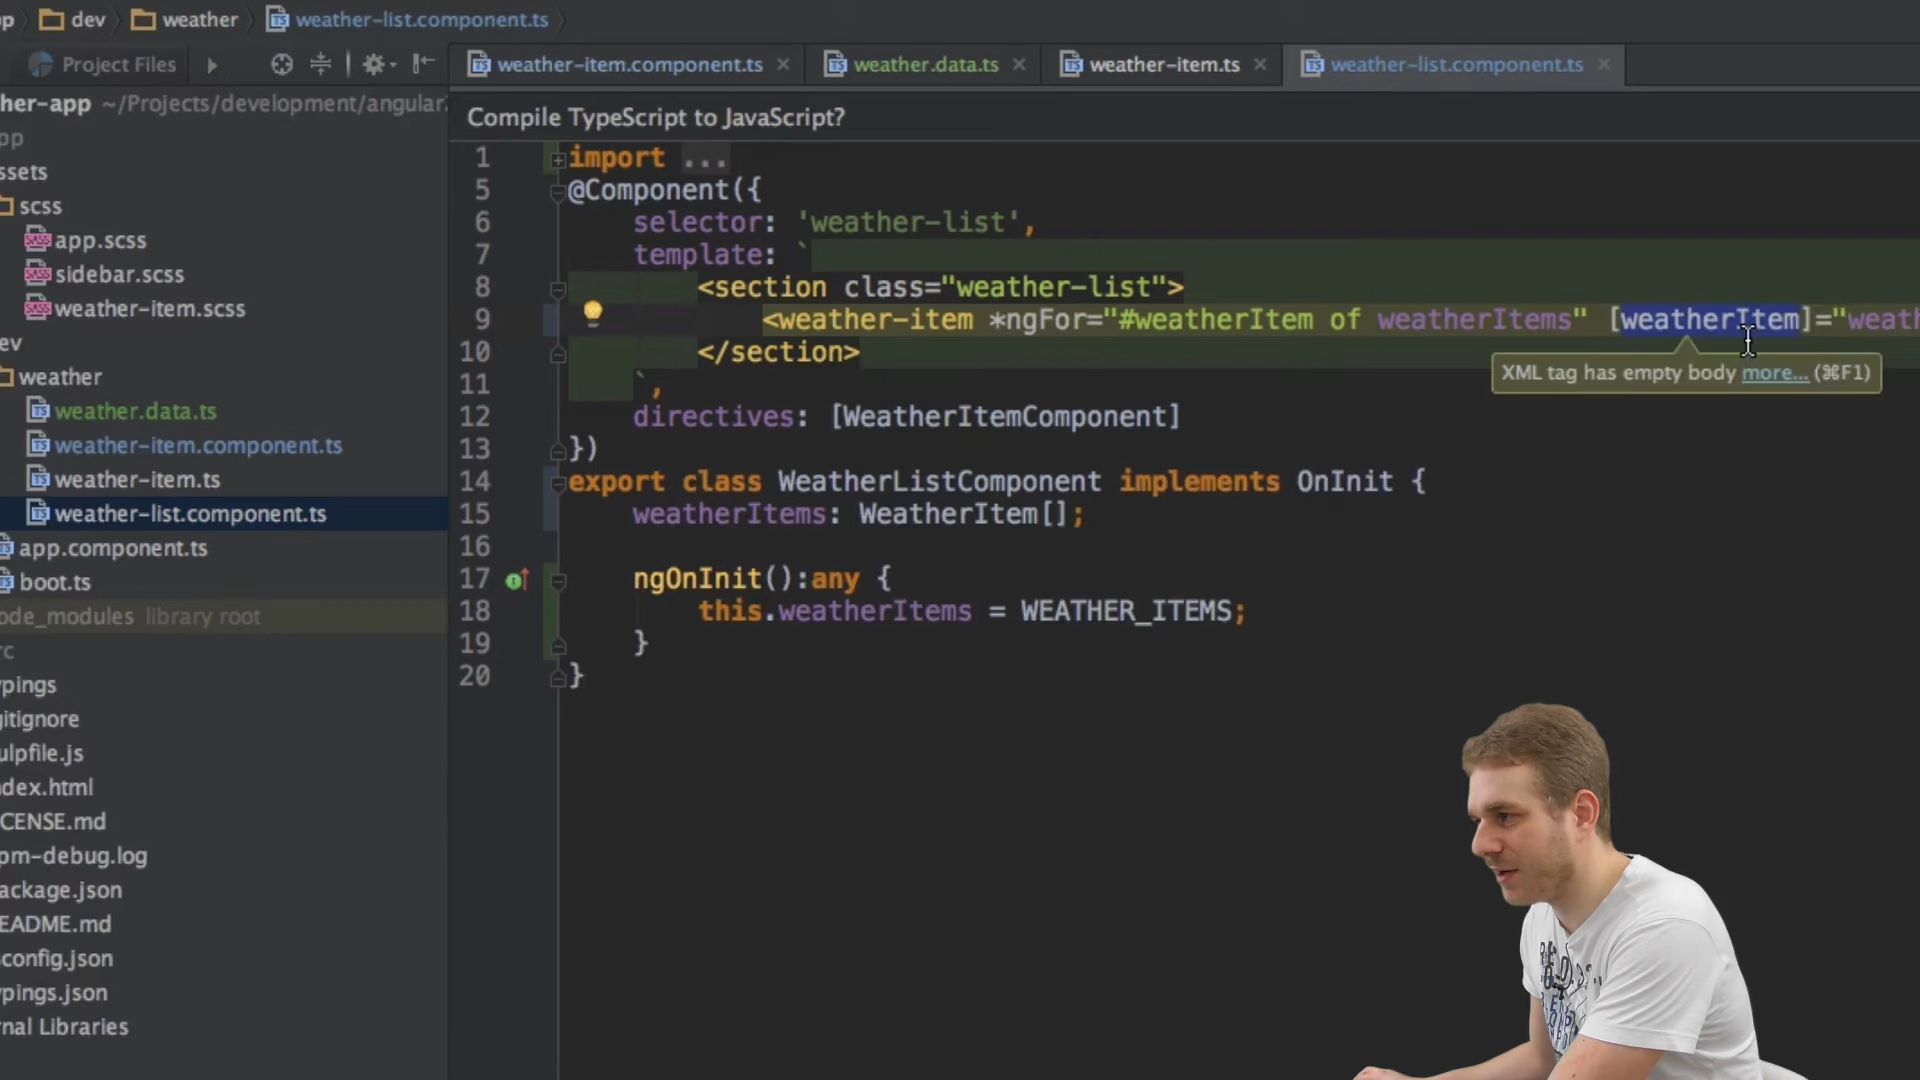 p dev weather weather-list.component.ts
Project Files
weather-item.component.ts weather.data.ts weather-item.ts weather-list.component.ts
her-app ~/Projects/development/angular
Compile TypeScript to JavaScript?
pp
ssets
scss
app.scss
sidebar.scss
weather-item.scss
ev
weather
weather.data.ts
weather-item.component.ts
weather-item.ts
weather-list.component.ts
app.component.ts
boot.ts
ode_modules library root
rc
pings
gitignore
ulpfile.js
ndex.html
CENSE.md
pm-debug.log
ackage.json
EADME.md
config.json
pings.json
nal Libraries
1 import ...
5 @Component({
6 selector: 'weather-list',
7 template: `
8 <section class="weather-list">
9 <weather-item *ngFor="#weatherItem of weatherItems" [weatherItem]="weath
10 </section>
XML tag has empty body more... (⌘F1)
11 `,
12 directives: [WeatherItemComponent]
13 })
14 export class WeatherListComponent implements OnInit {
15 weatherItems: WeatherItem[];
16
17 ngOnInit():any {
18 this.weatherItems = WEATHER_ITEMS;
19 }
20 }